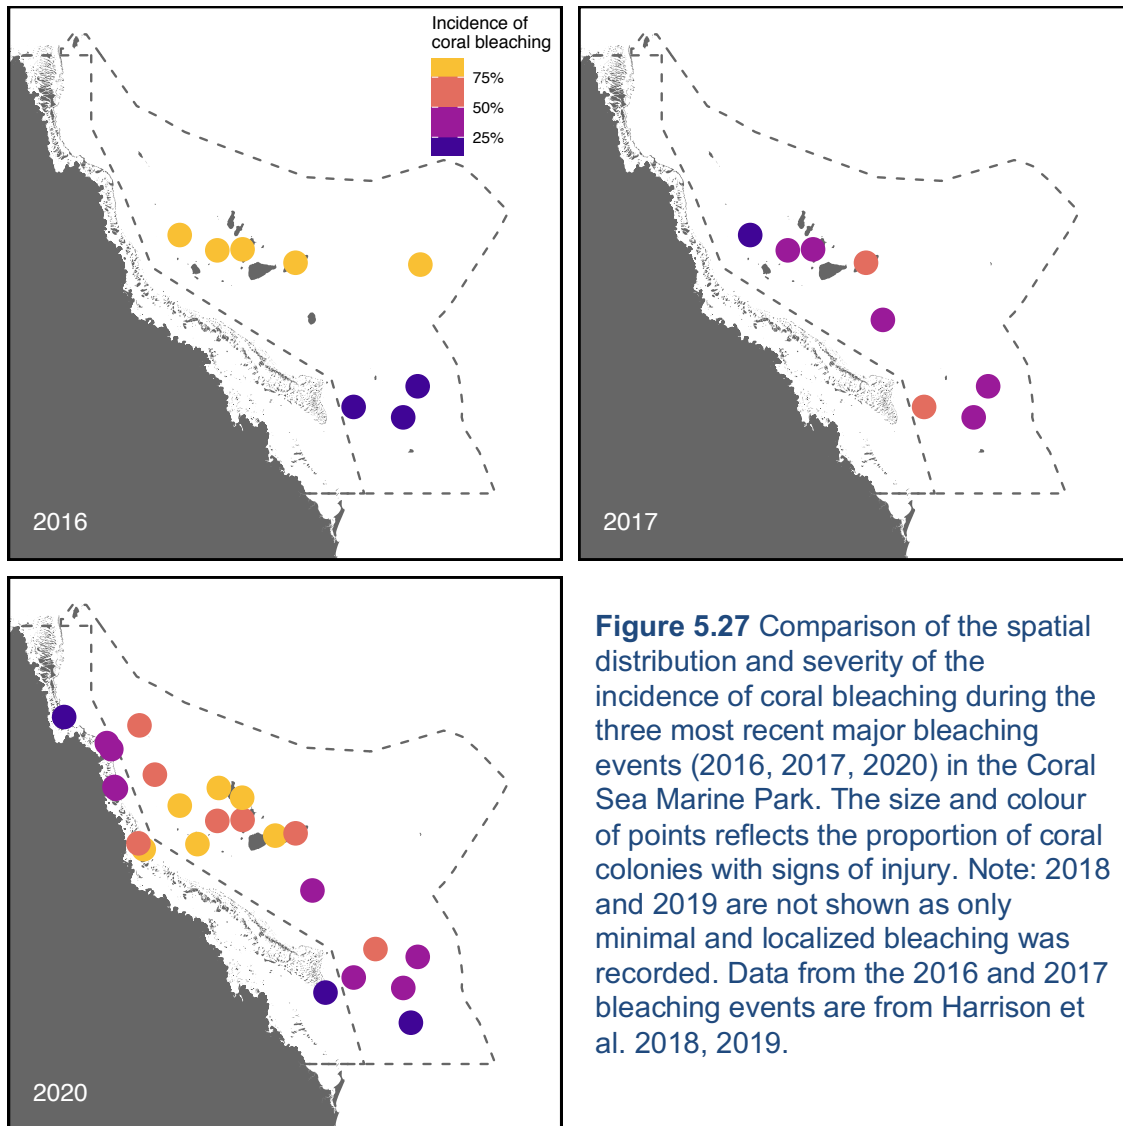 Incidence of
coral bleaching
75%
50%
25%
2016
2017
2020
Figure 5.27 Comparison of the spatial
distribution and severity of the
incidence of coral bleaching during the
three most recent major bleaching
events (2016, 2017, 2020) in the Coral
Sea Marine Park. The size and colour
of points reflects the proportion of coral
colonies with signs of injury. Note: 2018
and 2019 are not shown as only
minimal and localized bleaching was
recorded. Data from the 2016 and 2017
bleaching events are from Harrison et
al. 2018, 2019.